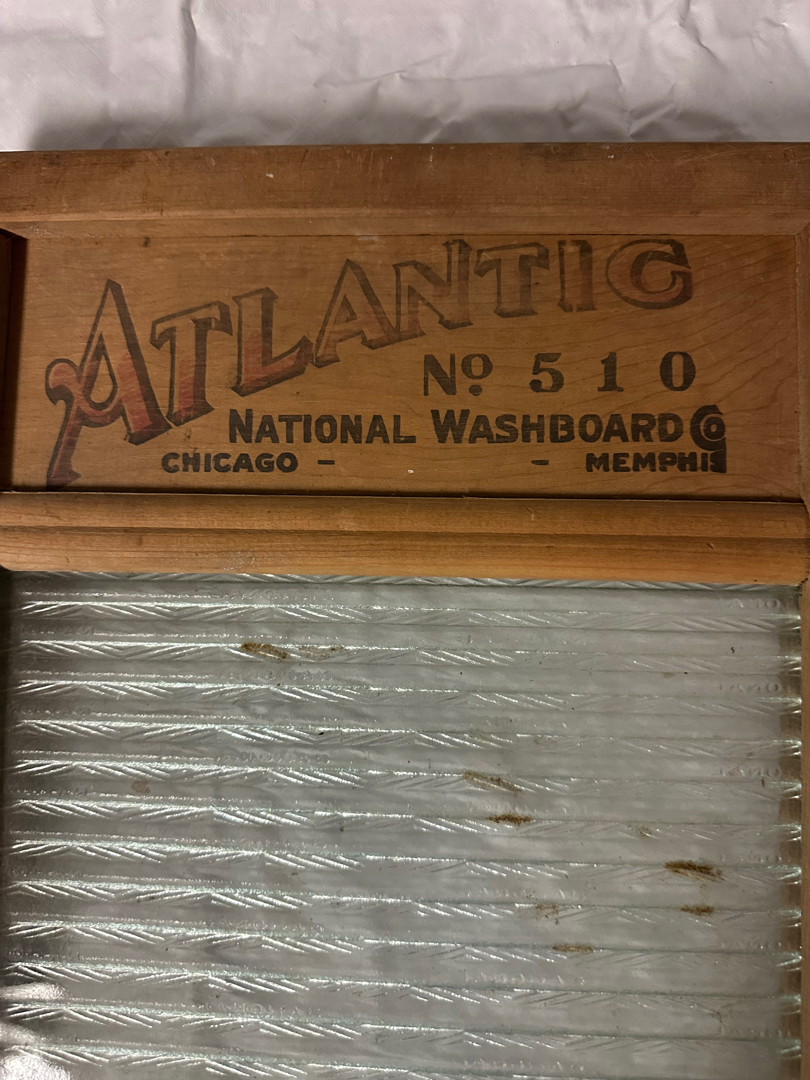 ATLANTIC
Nº 510
NATIONAL WASHBOARD Co
CHICAGO - - MEMPHIS